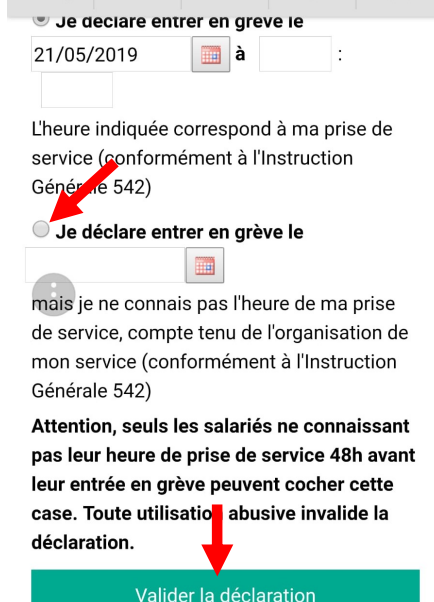 Je déclare entrer en grève le
21/05/2019 à :
L'heure indiquée correspond à ma prise de
service (conformément à l'Instruction
Générale 542)
Je déclare entrer en grève le
mais je ne connais pas l'heure de ma prise
de service, compte tenu de l'organisation de
mon service (conformément à l'Instruction
Générale 542)
Attention, seuls les salariés ne connaissant
pas leur heure de prise de service 48h avant
leur entrée en grève peuvent cocher cette
case. Toute utilisation abusive invalide la
déclaration.
Valider la déclaration